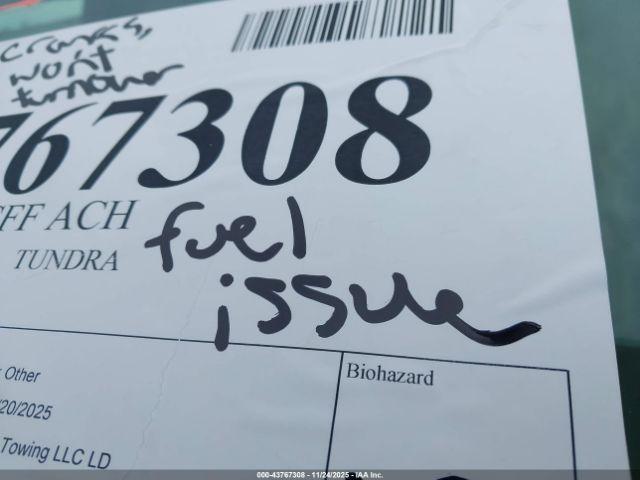 cranks,
won't
turnover
767308
FF ACH
TUNDRA
fuel
issue
Other
/20/2025
Towing LLC LD
Biohazard
000-43767308 - 11/24/2025 - IAA Inc.